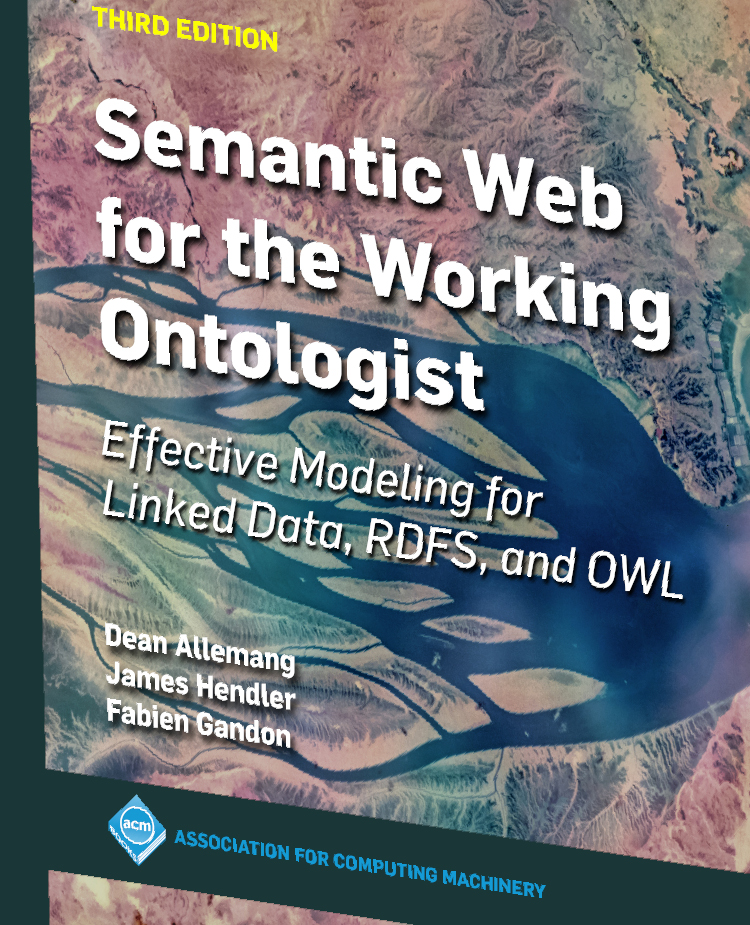 THIRD EDITION
Semantic Web
for the Working
Ontologist
Effective Modeling for
Linked Data, RDFS, and OWL
Dean Allemang
James Hendler
Fabien Gandon
acm
BOOKS
ASSOCIATION FOR COMPUTING MACHINERY